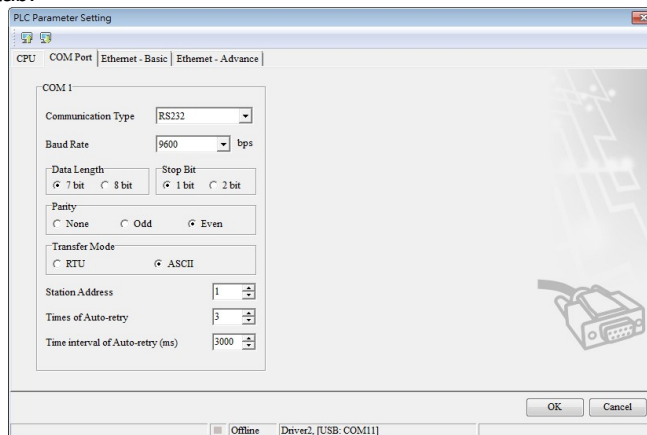 PLC Parameter Setting
CPU COM Port Ethernet - Basic Ethernet - Advance
COM 1
Communication Type RS232
Baud Rate 9600 bps
Data Length Stop Bit
7 bit 8 bit 1 bit 2 bit
Parity
None Odd Even
Transfer Mode
RTU ASCII
Station Address 1
Times of Auto-retry 3
Time interval of Auto-retry (ms) 3000
OK Cancel
Offline Driver2, [USB: COM11]